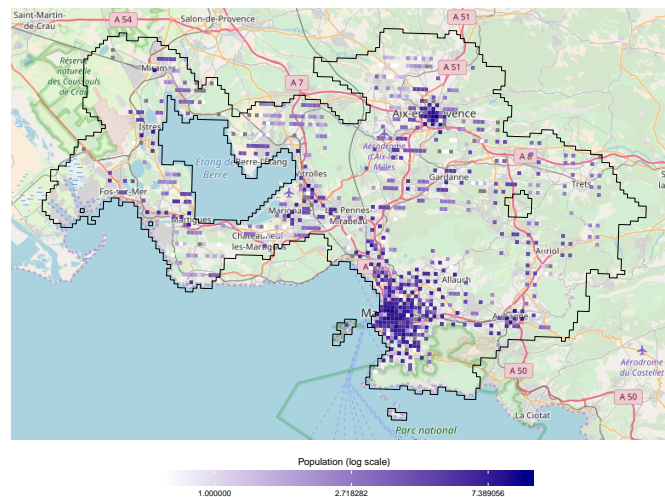 Saint-Martin-
de-Crau
A 54
Salon-de-Provence
A 51
Réserve
naturelle
des Coussouls
de Crau
Miramas
A 7
A 51
Istres
Aix-en-Provence
Étang de
Berre
Berre-l'Étang
Aérodrome
d'Aix-
Milles
A 8
Vitrolles
Gardanne
Trets
Fos-sur-Mer
Martigues
Marignane
Les Pennes-
Mirabeau
Châteauneuf-
les-Martigues
Auriol
Allauch
Ma
Aubagne
Aérodrome
du Castellet
A 50
A 50
La Ciotat
Parc national
Population (log scale)
1.000000
2.718282
7.389056